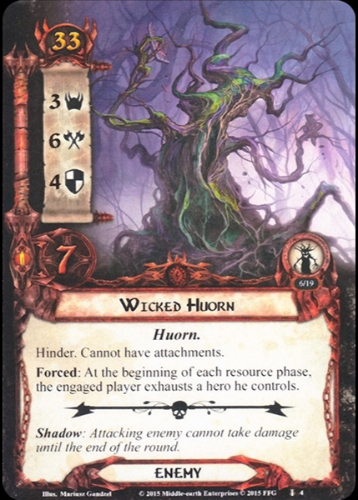 33
3
6
4
7
6/19
Wicked Huorn
Huorn.
Hinder. Cannot have attachments.
Forced: At the beginning of each resource phase,
the engaged player exhausts a hero he controls.
Shadow: Attacking enemy cannot take damage
until the end of the round.
ENEMY
Illus. Mariusz Gandzel © 2015 Middle-earth Enterprises © 2015 FFG 4